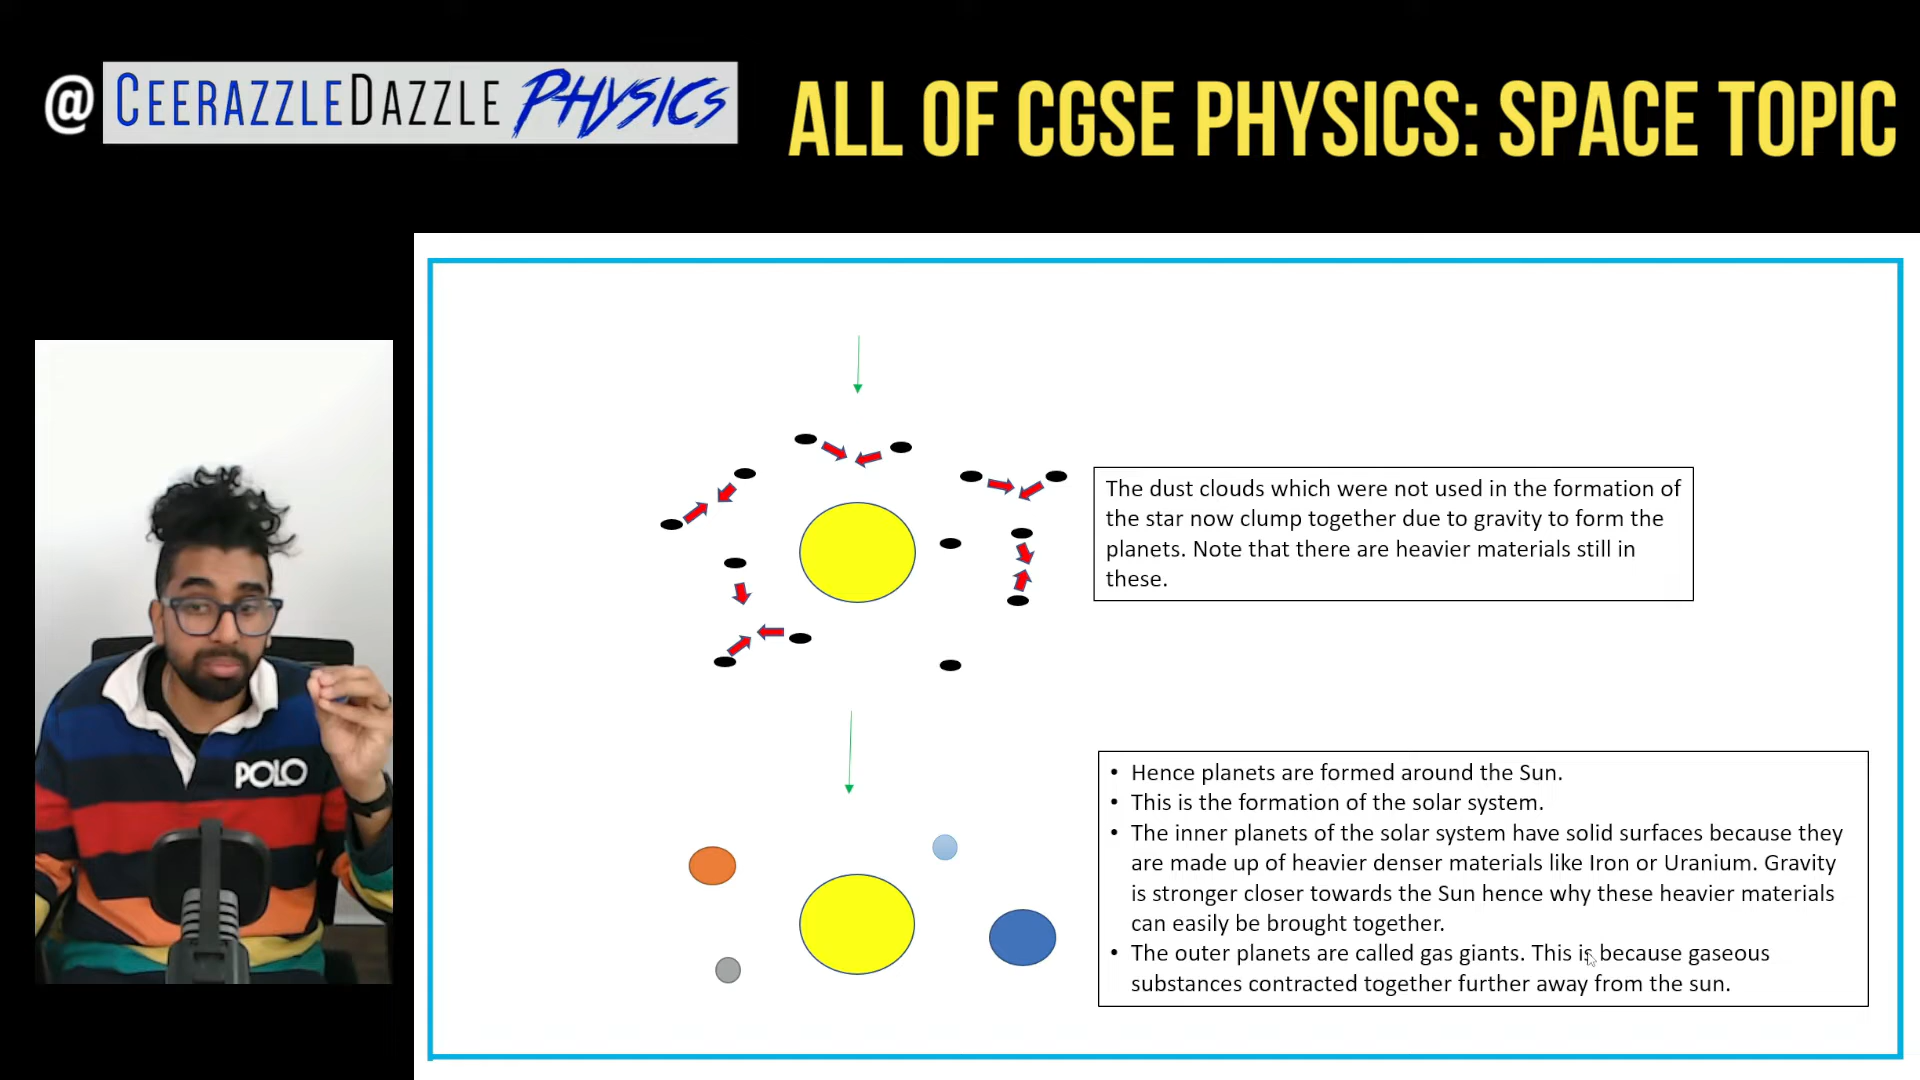 @ CEERAZZLEDAZZLE PHYSICS
ALL OF CGSE PHYSICS: SPACE TOPIC
The dust clouds which were not used in the formation of
the star now clump together due to gravity to form the
planets. Note that there are heavier materials still in
these.
POLO
• Hence planets are formed around the Sun.
• This is the formation of the solar system.
• The inner planets of the solar system have solid surfaces because they
are made up of heavier denser materials like Iron or Uranium. Gravity
is stronger closer towards the Sun hence why these heavier materials
can easily be brought together.
• The outer planets are called gas giants. This is because gaseous
substances contracted together further away from the sun.